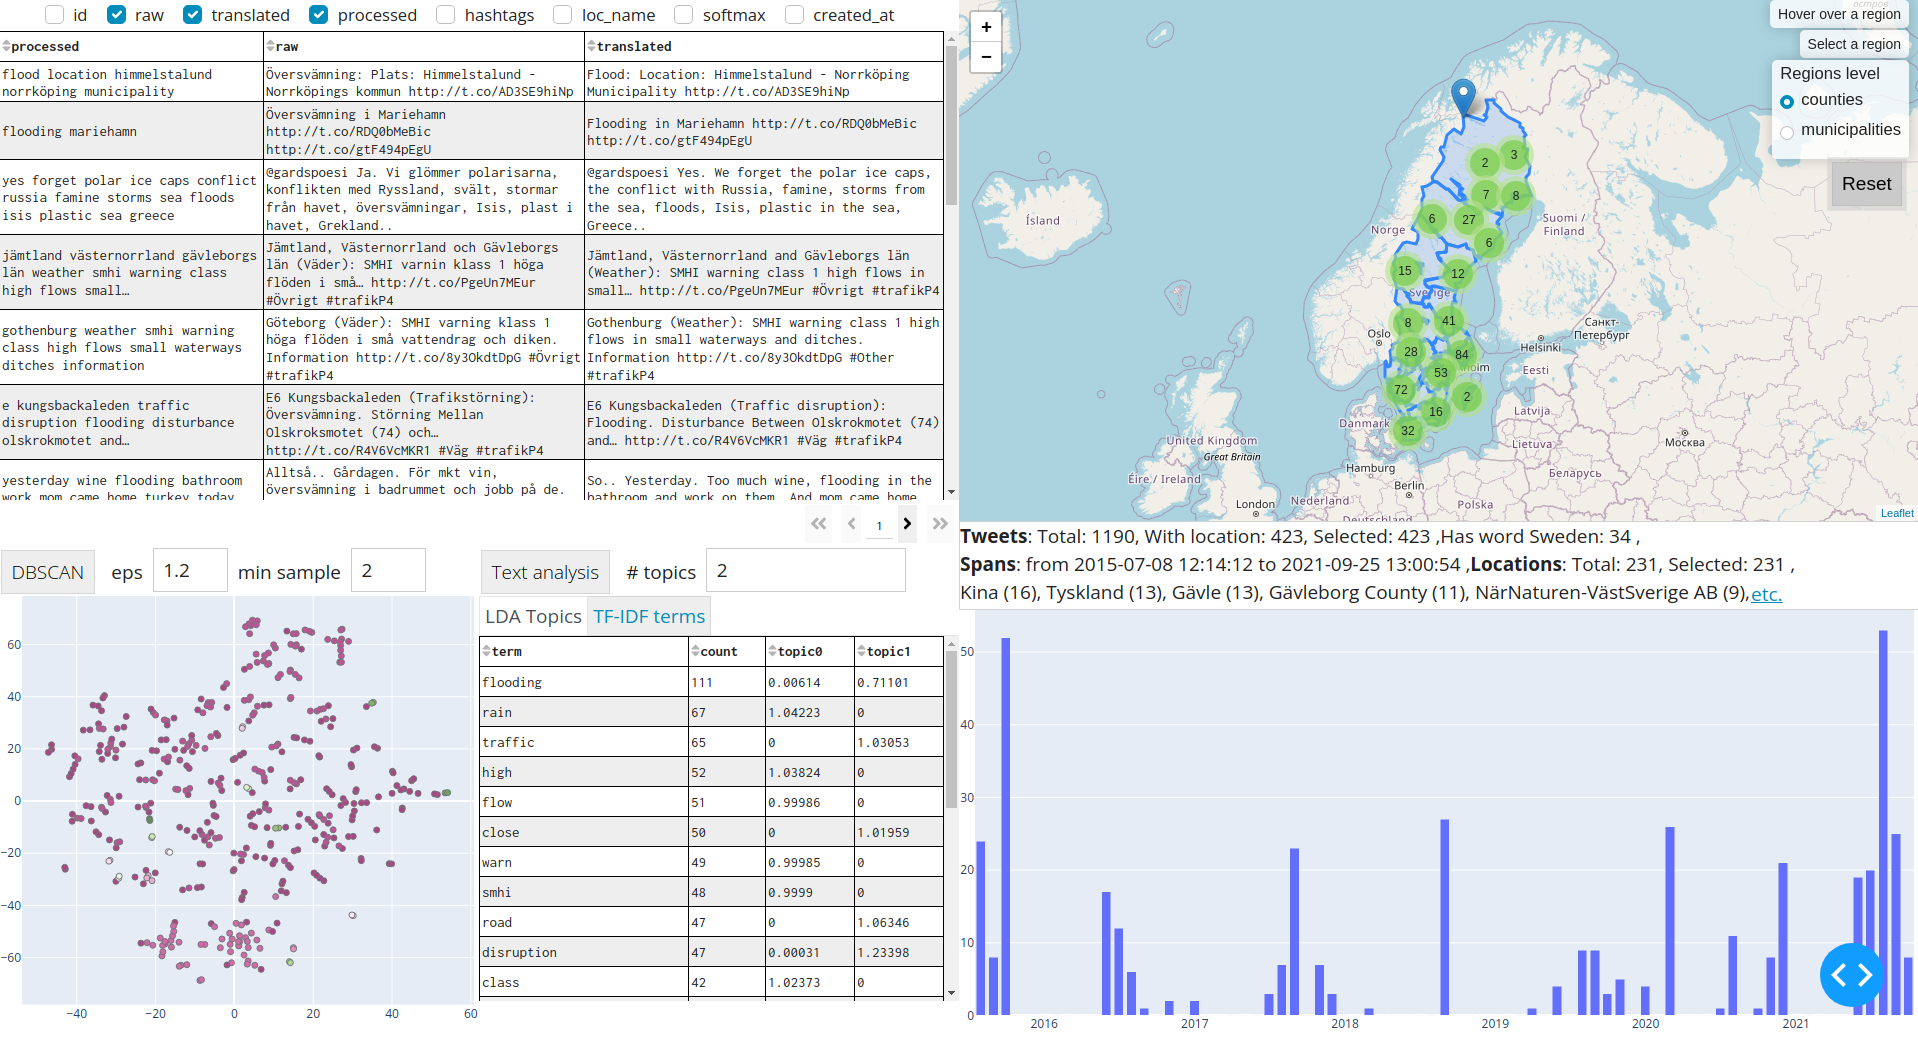 id raw translated processed hashtags loc_name softmax created_at
processed raw translated
flood location himmelstalund
norrköping municipality
Översvämning: Plats: Himmelstalund -
Norrköpings kommun http://t.co/AD3SE9hiNp
Flood: Location: Himmelstalund - Norrköping
Municipality http://t.co/AD3SE9hiNp
flooding mariehamn
Översvämning i Mariehamn
http://t.co/RDQ0bMeBic
http://t.co/gtF494pEgU
Flooding in Mariehamn http://t.co/RDQ0bMeBic
http://t.co/gtF494pEgU
yes forget polar ice caps conflict
russia famine storms sea floods
isis plastic sea greece
@gardspoesi Ja. Vi glömmer polarisarna,
konflikten med Ryssland, svält, stormar
från havet, översvämningar, Isis, plast i
havet, Grekland..
@gardspoesi Yes. We forget the polar ice caps,
the conflict with Russia, famine, storms from
the sea, floods, Isis, plastic in the sea,
Greece..
jämtland västernorrland gävleborgs
län weather smhi warning class
high flows small…
Jämtland, Västernorrland och Gävleborgs
län (Väder): SMHI varnin klass 1 höga
flöden i små… http://t.co/PgeUn7MEur
#Övrigt #trafikP4
Jämtland, Västernorrland and Gävleborgs län
(Weather): SMHI warning class 1 high flows in
small… http://t.co/PgeUn7MEur #Övrigt #trafikP4
gothenburg weather smhi warning
class high flows small waterways
ditches information
Göteborg (Väder): SMHI varning klass 1
höga flöden i små vattendrag och diken.
Information http://t.co/8y3OkdtDpG #Övrigt
#trafikP4
Gothenburg (Weather): SMHI warning class 1 high
flows in small waterways and ditches.
Information http://t.co/8y3OkdtDpG #Other
#trafikP4
e kungsbackaleden traffic
disruption flooding disturbance
olskrokmotet and…
E6 Kungsbackaleden (Trafikstörning):
Översvämning. Störning Mellan
Olskroksmotet (74) och…
http://t.co/R4V6VcMKR1 #Väg #trafikP4
E6 Kungsbackaleden (Traffic disruption):
Flooding. Disturbance Between Olskrokmotet (74)
and… http://t.co/R4V6VcMKR1 #Väg #trafikP4
yesterday wine flooding bathroom
work mom came home turkey today
Alltså.. Gårdagen. För mkt vin,
översvämning i badrummet och jobb på de.
So.. Yesterday. Too much wine, flooding in the
bathroom and work on them. And mom came home
1
DBSCAN eps 1.2 min sample 2
Text analysis # topics 2
60
40
20
0
−20
−40
−60
−40 −20 0 20 40 60
LDA Topics TF-IDF terms
term count topic0 topic1
flooding 111 0.00614 0.71101
rain 67 1.04223 0
traffic 65 0 1.03053
high 52 1.03824 0
flow 51 0.99986 0
close 50 0 1.01959
warn 49 0.99985 0
smhi 48 0.9999 0
road 47 0 1.06346
disruption 47 0.00031 1.23398
class 42 1.02373 0
+
−
Hover over a region
Select a region
Regions level
counties
municipalities
Reset
Ísland
Norge
Suomi /
Finland
Sverige
Oslo
Helsinki
Санкт-
Петербург
Eesti
Latvija
Lietuva
Москва
Беларусь
Danmark
United Kingdom
Great Britain
Éire / Ireland
London
Hamburg
Berlin
Nederland
Polska
Deutschland
2 3
7 8
6 27
6
15 12
8 41
28 84
53
72 2
16
32
Leaflet
Tweets: Total: 1190, With location: 423, Selected: 423 ,Has word Sweden: 34 ,
Spans: from 2015-07-08 12:14:12 to 2021-09-25 13:00:54 ,Locations: Total: 231, Selected: 231 ,
Kina (16), Tyskland (13), Gävle (13), Gävleborg County (11), NärNaturen-VästSverige AB (9),etc.
50
40
30
20
10
0
2016 2017 2018 2019 2020 2021